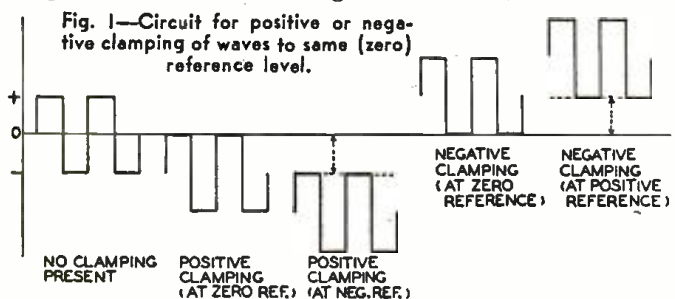 Fig. 1—Circuit for positive or nega-
tive clamping of waves to same (zero)
reference level.
+
0
−
NO CLAMPING
PRESENT
POSITIVE
CLAMPING
(AT ZERO REF.)
POSITIVE
CLAMPING
(AT NEG. REF.)
NEGATIVE
CLAMPING
(AT ZERO
REFERENCE)
NEGATIVE
CLAMPING
(AT POSITIVE
REFERENCE)